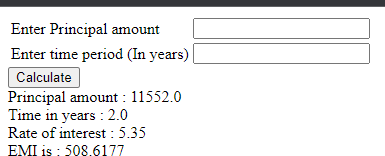 Enter Principal amount
Enter time period (In years)
Calculate
Principal amount : 11552.0
Time in years : 2.0
Rate of interest : 5.35
EMI is : 508.6177